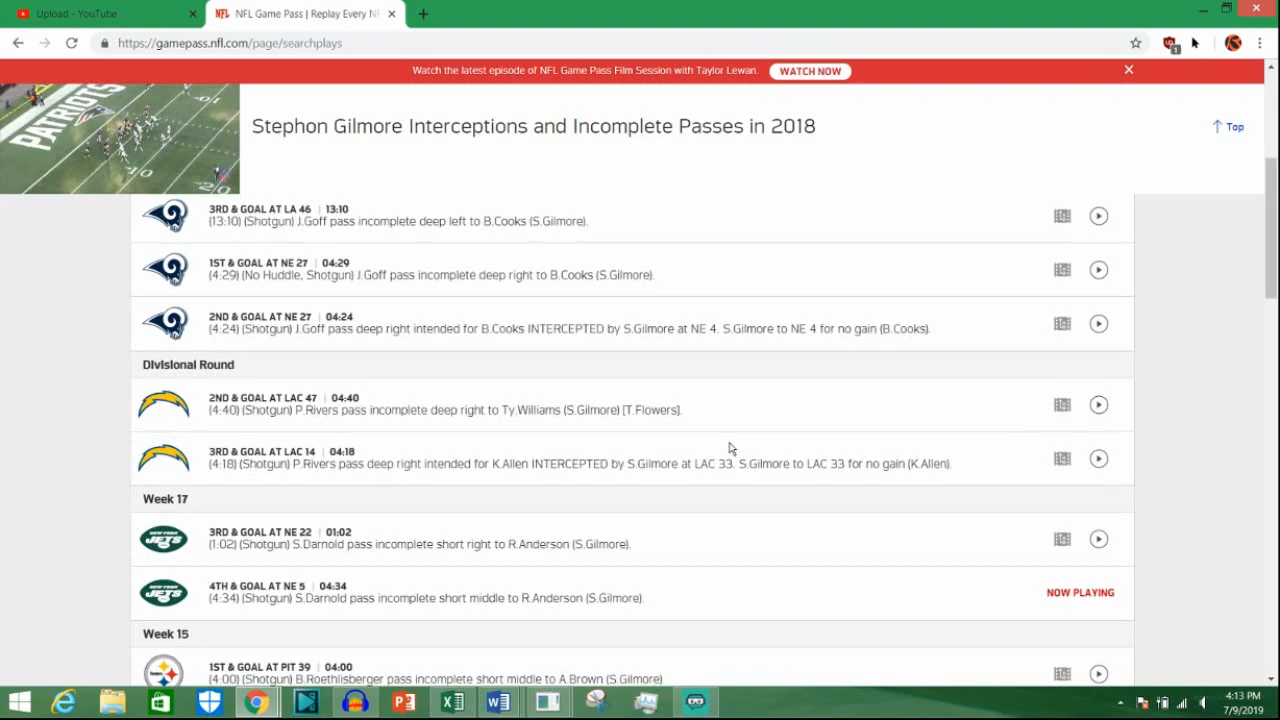 Upload - YouTube
NFL Game Pass | Replay Every N
https://gamepass.nfl.com/page/searchplays
Watch the latest episode of NFL Game Pass Film Session with Taylor Lewan. WATCH NOW
PATRIOTS
Stephon Gilmore Interceptions and Incomplete Passes in 2018
Top
3RD & GOAL AT LA 46 | 13:10
(13:10) (Shotgun) J.Goff pass incomplete deep left to B.Cooks (S.Gilmore).
1ST & GOAL AT NE 27 | 04:29
(4:29) (No Huddle, Shotgun) J.Goff pass incomplete deep right to B.Cooks (S.Gilmore).
2ND & GOAL AT NE 27 | 04:24
(4:24) (Shotgun) J.Goff pass deep right intended for B.Cooks INTERCEPTED by S.Gilmore at NE 4. S.Gilmore to NE 4 for no gain (B.Cooks).
Divisional Round
2ND & GOAL AT LAC 47 | 04:40
(4:40) (Shotgun) P.Rivers pass incomplete deep right to Ty.Williams (S.Gilmore) [T.Flowers].
3RD & GOAL AT LAC 14 | 04:18
(4:18) (Shotgun) P.Rivers pass deep right intended for K.Allen INTERCEPTED by S.Gilmore at LAC 33. S.Gilmore to LAC 33 for no gain (K.Allen).
Week 17
3RD & GOAL AT NE 22 | 01:02
(1:02) (Shotgun) S.Darnold pass incomplete short right to R.Anderson (S.Gilmore).
4TH & GOAL AT NE 5 | 04:34
(4:34) (Shotgun) S.Darnold pass incomplete short middle to R.Anderson (S.Gilmore).
NOW PLAYING
Week 15
1ST & GOAL AT PIT 39 | 04:00
(4:00) (Shotgun) B.Roethlisberger pass incomplete short middle to A.Brown (S.Gilmore)
4:13 PM
7/9/2019